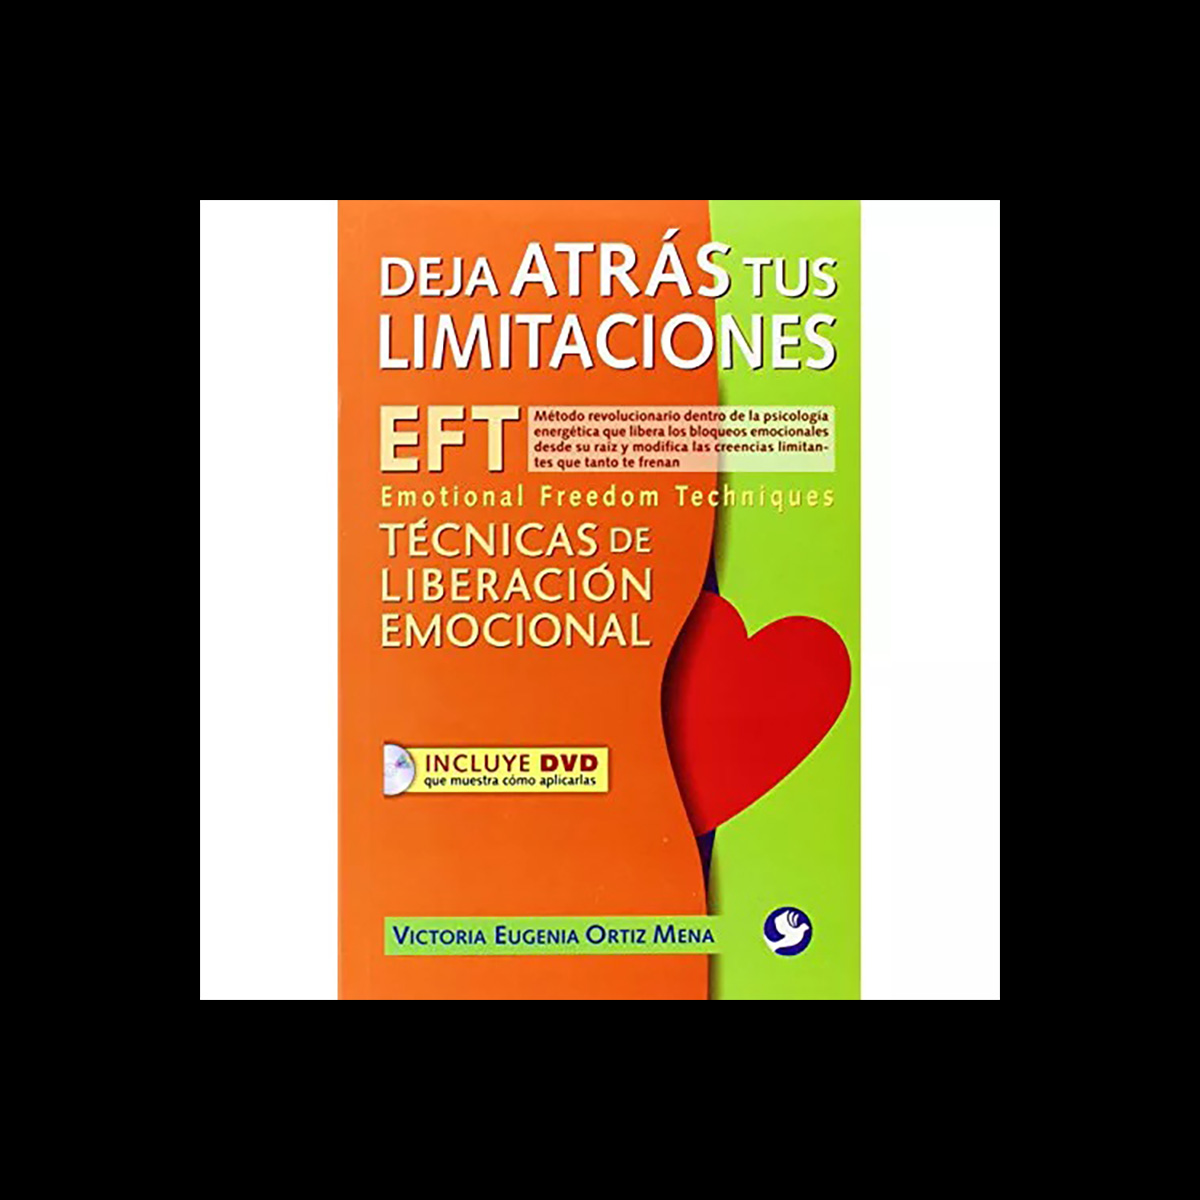 DEJA ATRÁS TUS
LIMITACIONES
EFT
Método revolucionario dentro de la psicología
energética que libera los bloqueos emocionales
desde su raíz y modifica las creencias limitan-
tes que tanto te frenan
Emotional Freedom Techniques
TÉCNICAS DE
LIBERACIÓN
EMOCIONAL
INCLUYE DVD
que muestra cómo aplicarlas
VICTORIA EUGENIA ORTIZ MENA